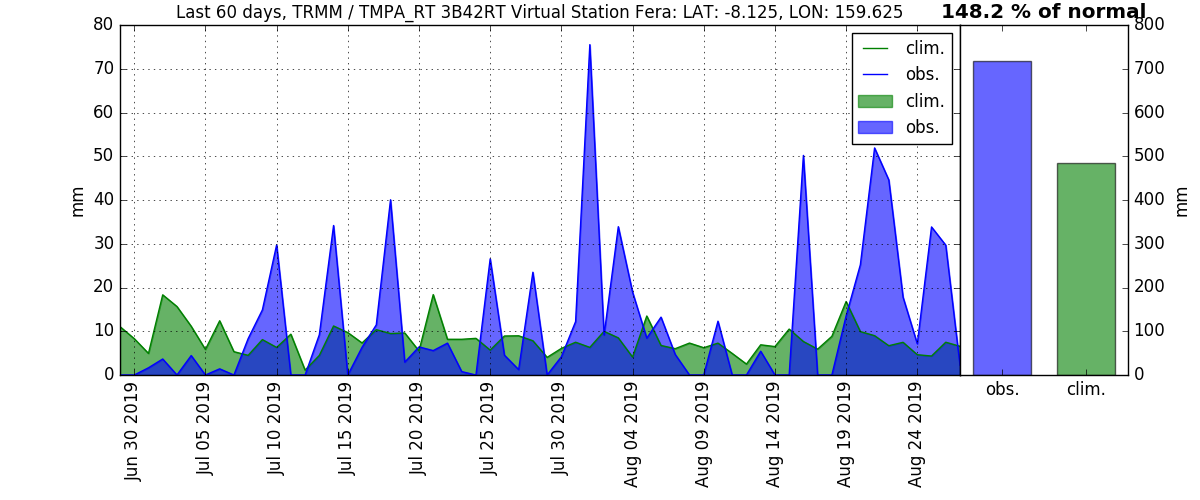 Last 60 days, TRMM / TMPA_RT 3B42RT Virtual Station Fera: LAT: -8.125, LON: 159.625
148.2 % of normal
80
70
60
50
40
30
20
10
0
mm
clim.
obs.
clim.
obs.
800
700
600
500
400
300
200
100
0
mm
Jun 30 2019
Jul 05 2019
Jul 10 2019
Jul 15 2019
Jul 20 2019
Jul 25 2019
Jul 30 2019
Aug 04 2019
Aug 09 2019
Aug 14 2019
Aug 19 2019
Aug 24 2019
obs.
clim.